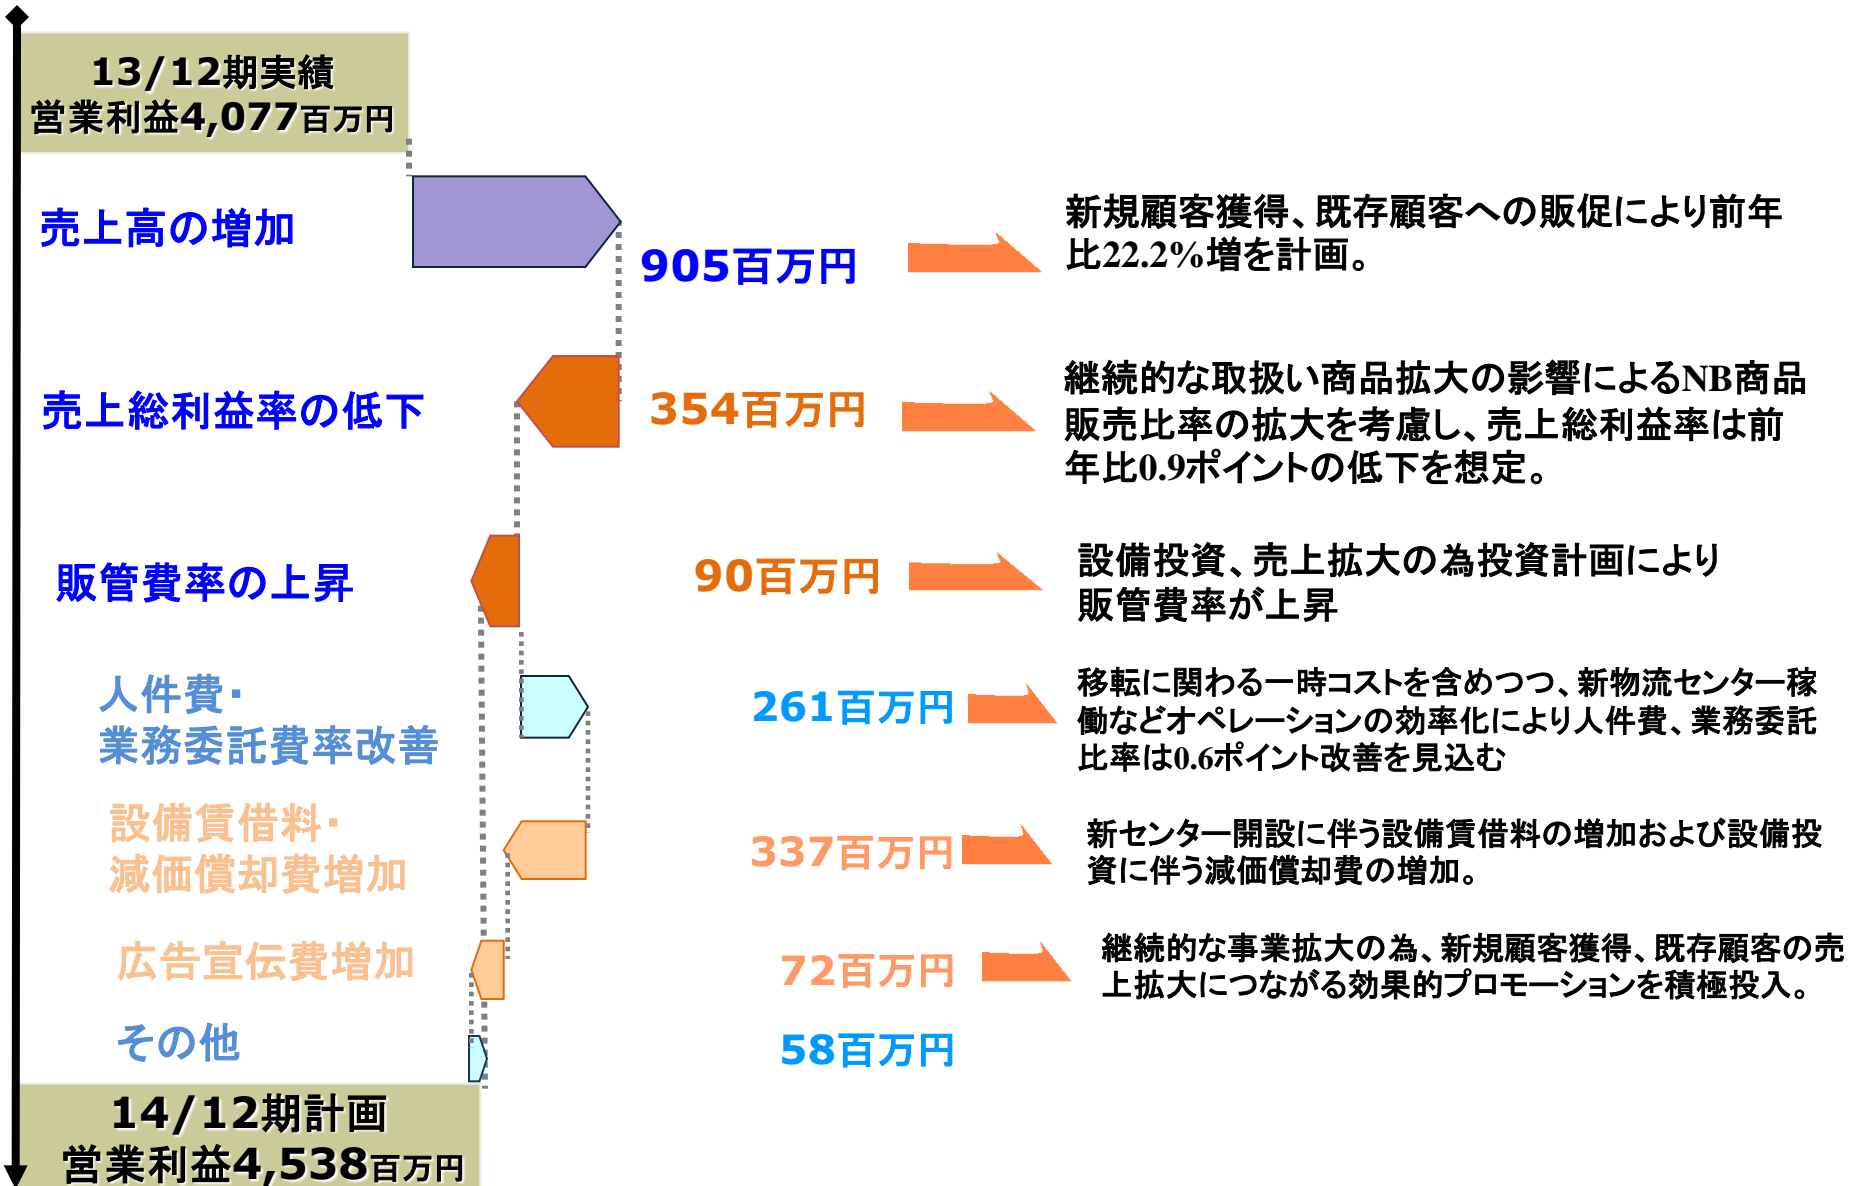 13/12期実績
営業利益4,077百万円
売上高の増加
905百万円
新規顧客獲得、既存顧客への販促により前年
比22.2%増を計画。
売上総利益率の低下
354百万円
継続的な取扱い商品拡大の影響によるNB商品
販売比率の拡大を考慮し、売上総利益率は前
年比0.9ポイントの低下を想定。
販管費率の上昇
90百万円
設備投資、売上拡大の為投資計画により
販管費率が上昇
人件費・
業務委託費率改善
261百万円
移転に関わる一時コストを含めつつ、新物流センター稼
働などオペレーションの効率化により人件費、業務委託
比率は0.6ポイント改善を見込む
設備賃借料・
減価償却費増加
337百万円
新センター開設に伴う設備賃借料の増加および設備投
資に伴う減価償却費の増加。
広告宣伝費増加
72百万円
継続的な事業拡大の為、新規顧客獲得、既存顧客の売
上拡大につながる効果的プロモーションを積極投入。
その他
58百万円
14/12期計画
営業利益4,538百万円